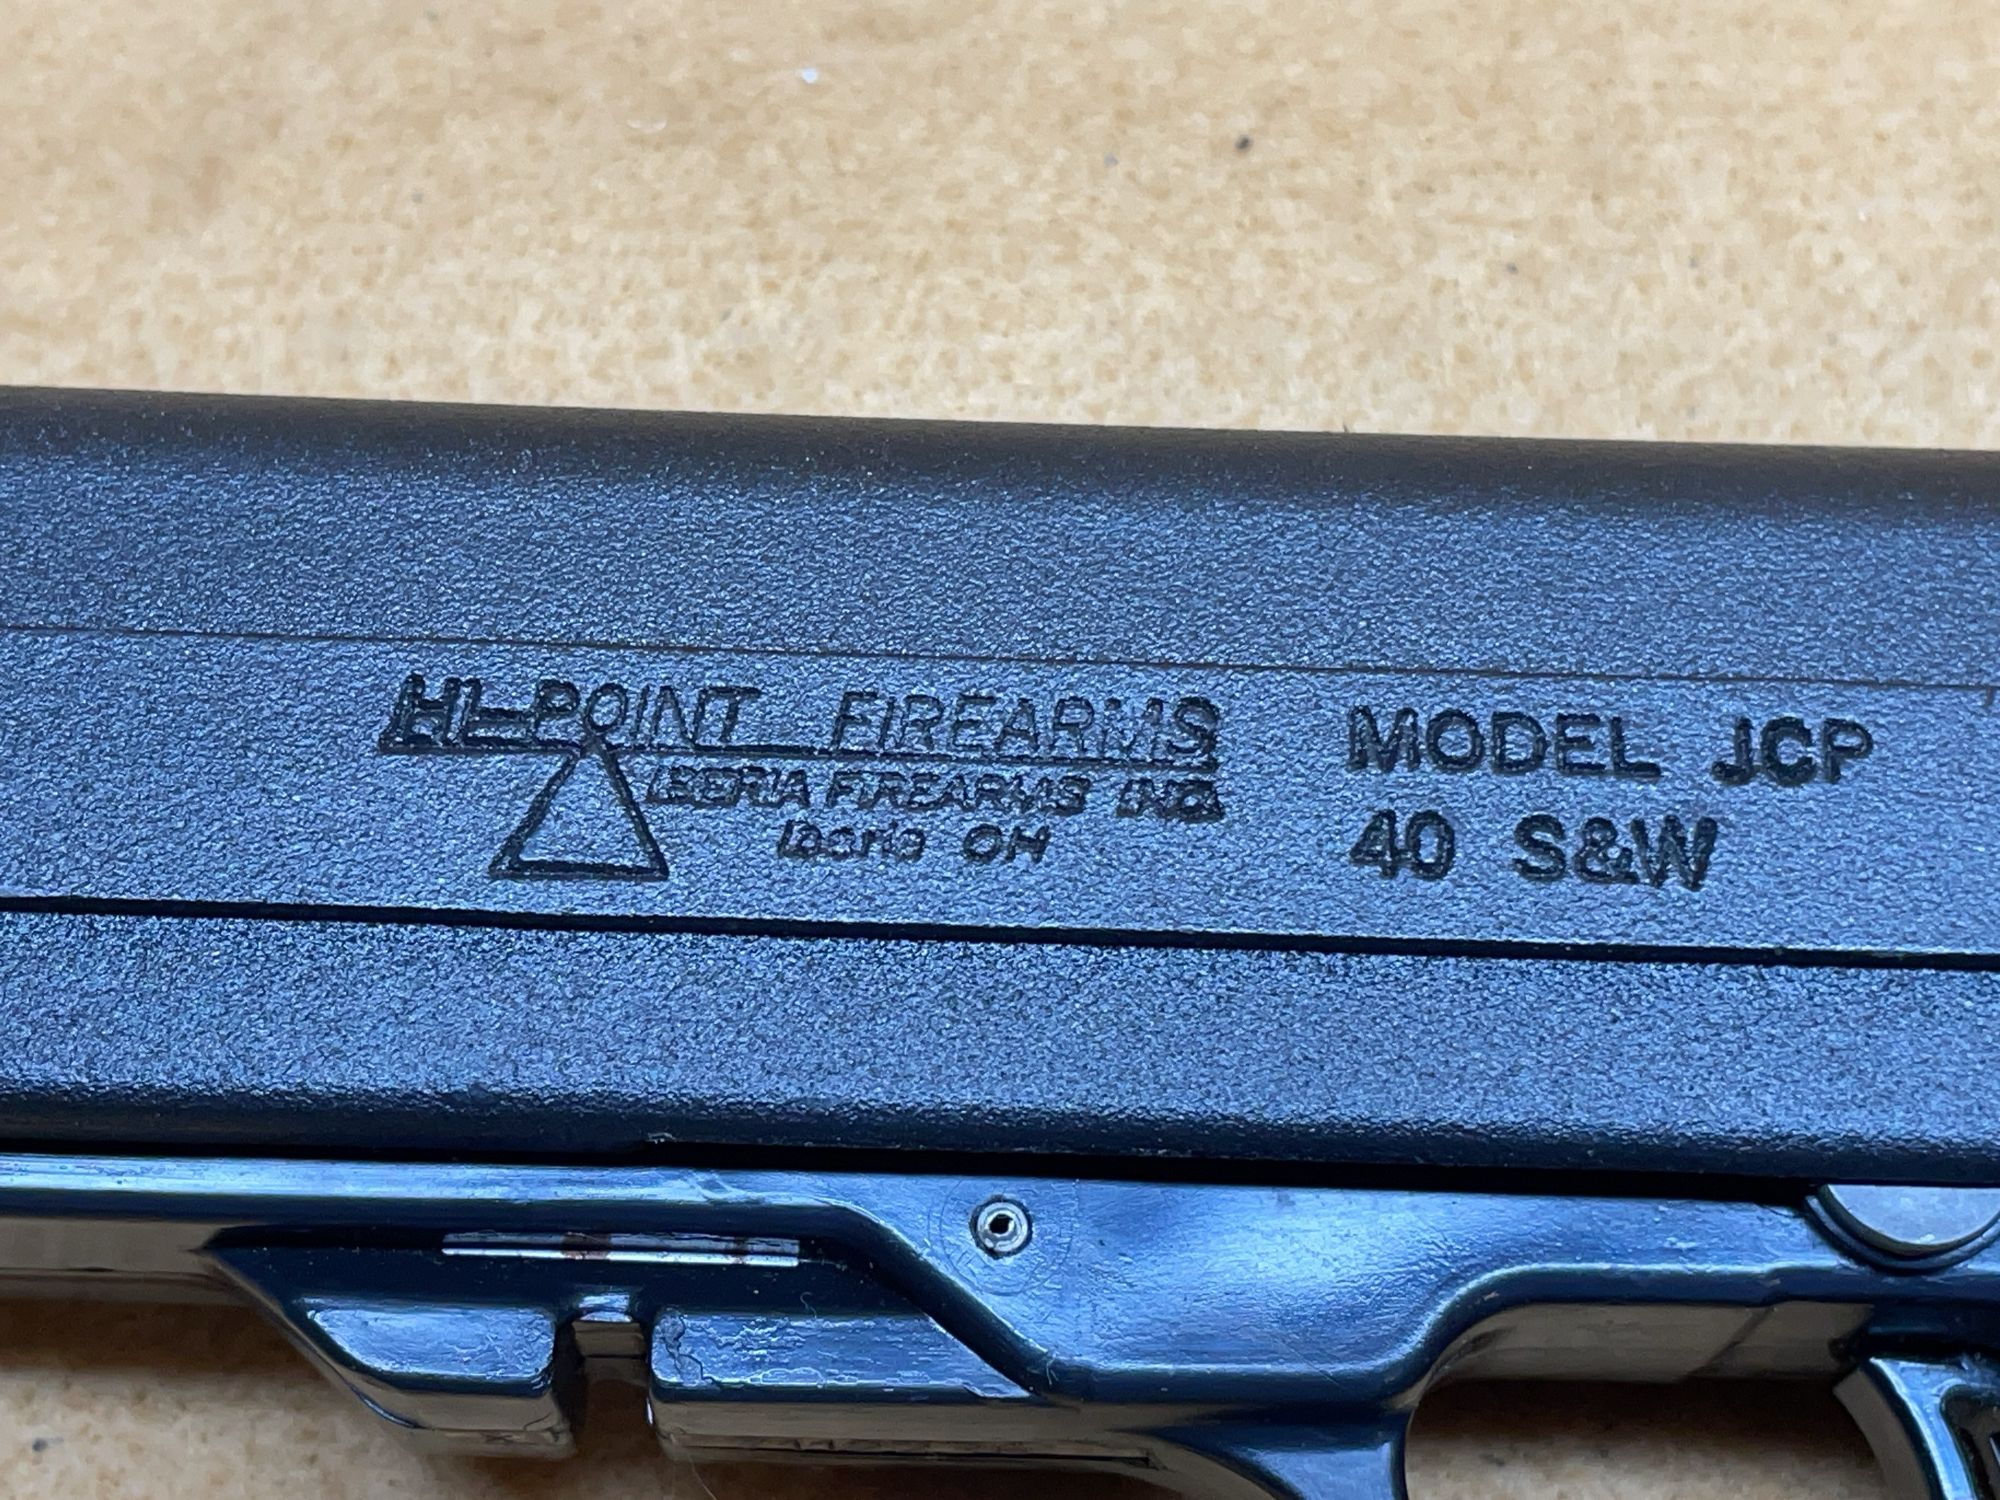 HI-POINT FIREARMS
IBERIA FIREARMS INC.
Iberia OH
MODEL JCP
40 S&W